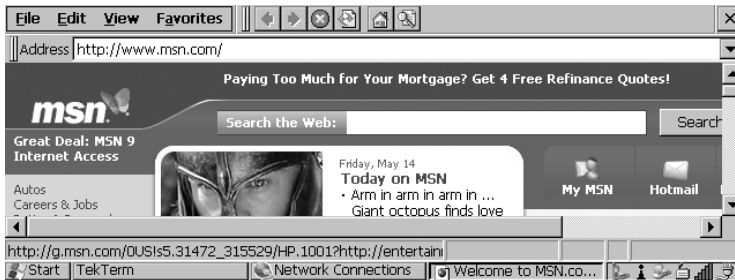 File Edit View Favorites
Address http://www.msn.com/
Paying Too Much for Your Mortgage? Get 4 Free Refinance Quotes!
msn
Search the Web: Search
Great Deal: MSN 9
Internet Access
Friday, May 14
Today on MSN
· Arm in arm in arm in ...
Giant octopus finds love
My MSN Hotmail
Autos
Careers & Jobs
http://g.msn.com/0US!s5.31472_315529/HP.1001?http://entertain
Start TekTerm Network Connections Welcome to MSN.co...